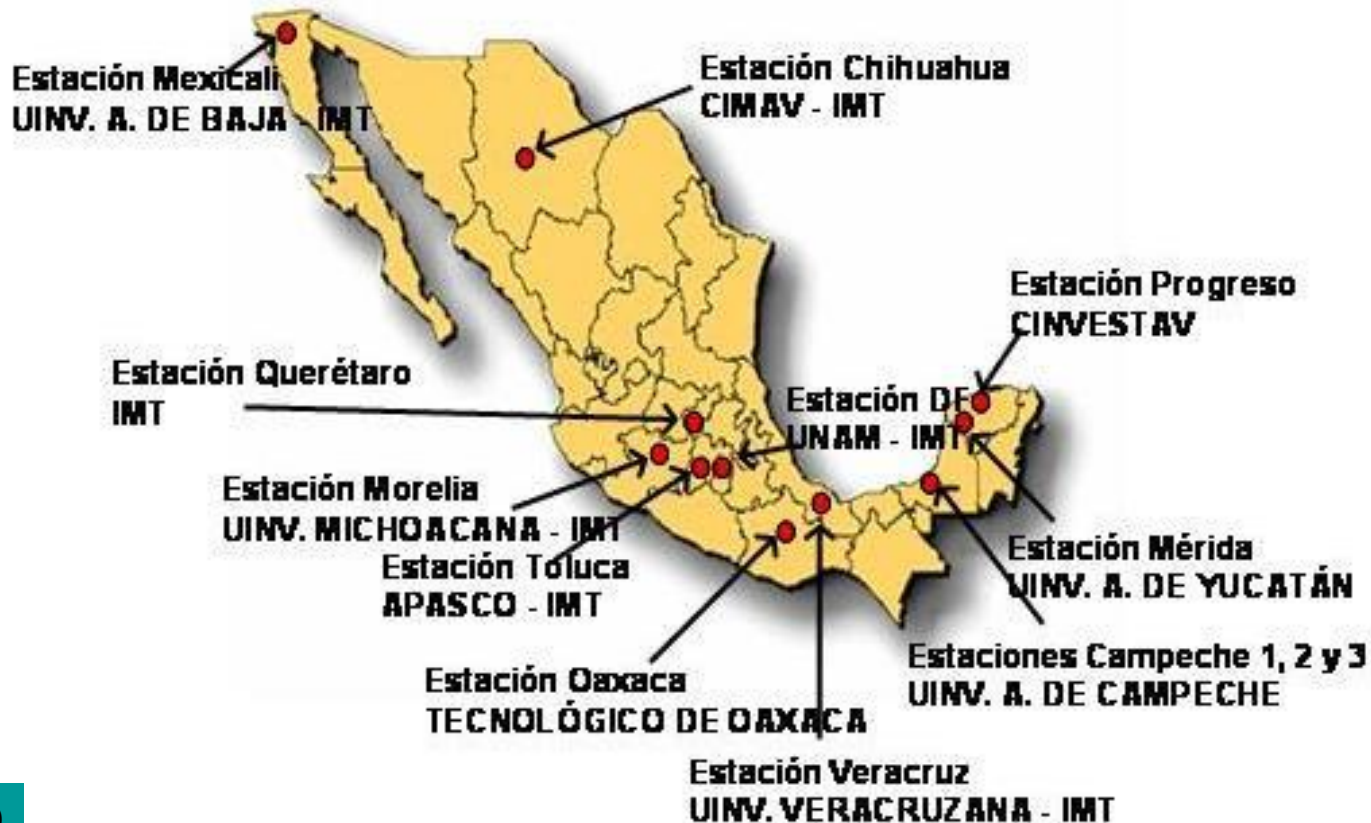 Estación Mexicali
UINV. A. DE BAJA - IMT
Estación Chihuahua
CIMAV - IMT
Estación Progreso
CINVESTAV
Estación Querétaro
IMT
Estación DF
UNAM - IMT
Estación Morelia
UINV. MICHOACANA - IMT
Estación Toluca
APASCO - IMT
Estación Mérida
UINV. A. DE YUCATÁN
Estaciones Campeche 1, 2 y 3
UINV. A. DE CAMPECHE
Estación Oaxaca
TECNOLÓGICO DE OAXACA
Estación Veracruz
UINV. VERACRUZANA - IMT